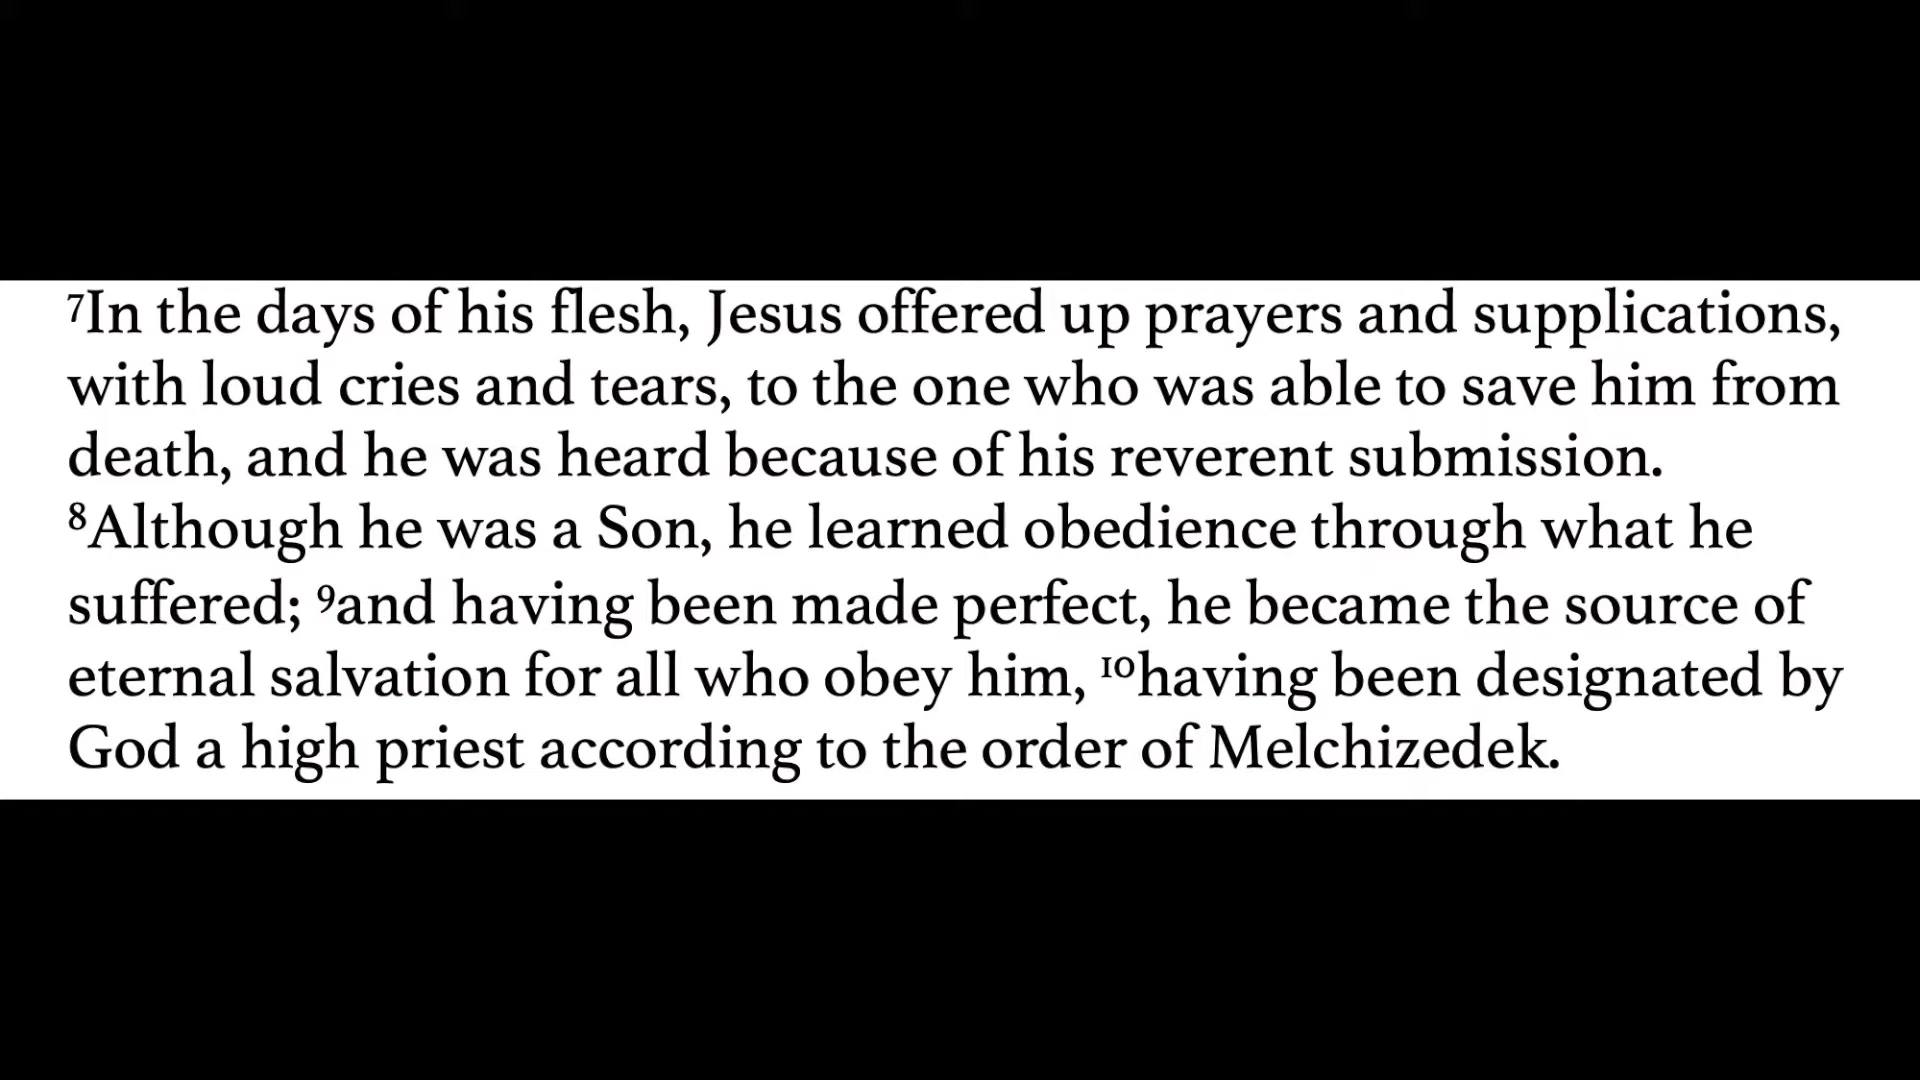 ⁷In the days of his flesh, Jesus offered up prayers and supplications,
with loud cries and tears, to the one who was able to save him from
death, and he was heard because of his reverent submission.
⁸Although he was a Son, he learned obedience through what he
suffered; ⁹and having been made perfect, he became the source of
eternal salvation for all who obey him, ¹⁰having been designated by
God a high priest according to the order of Melchizedek.